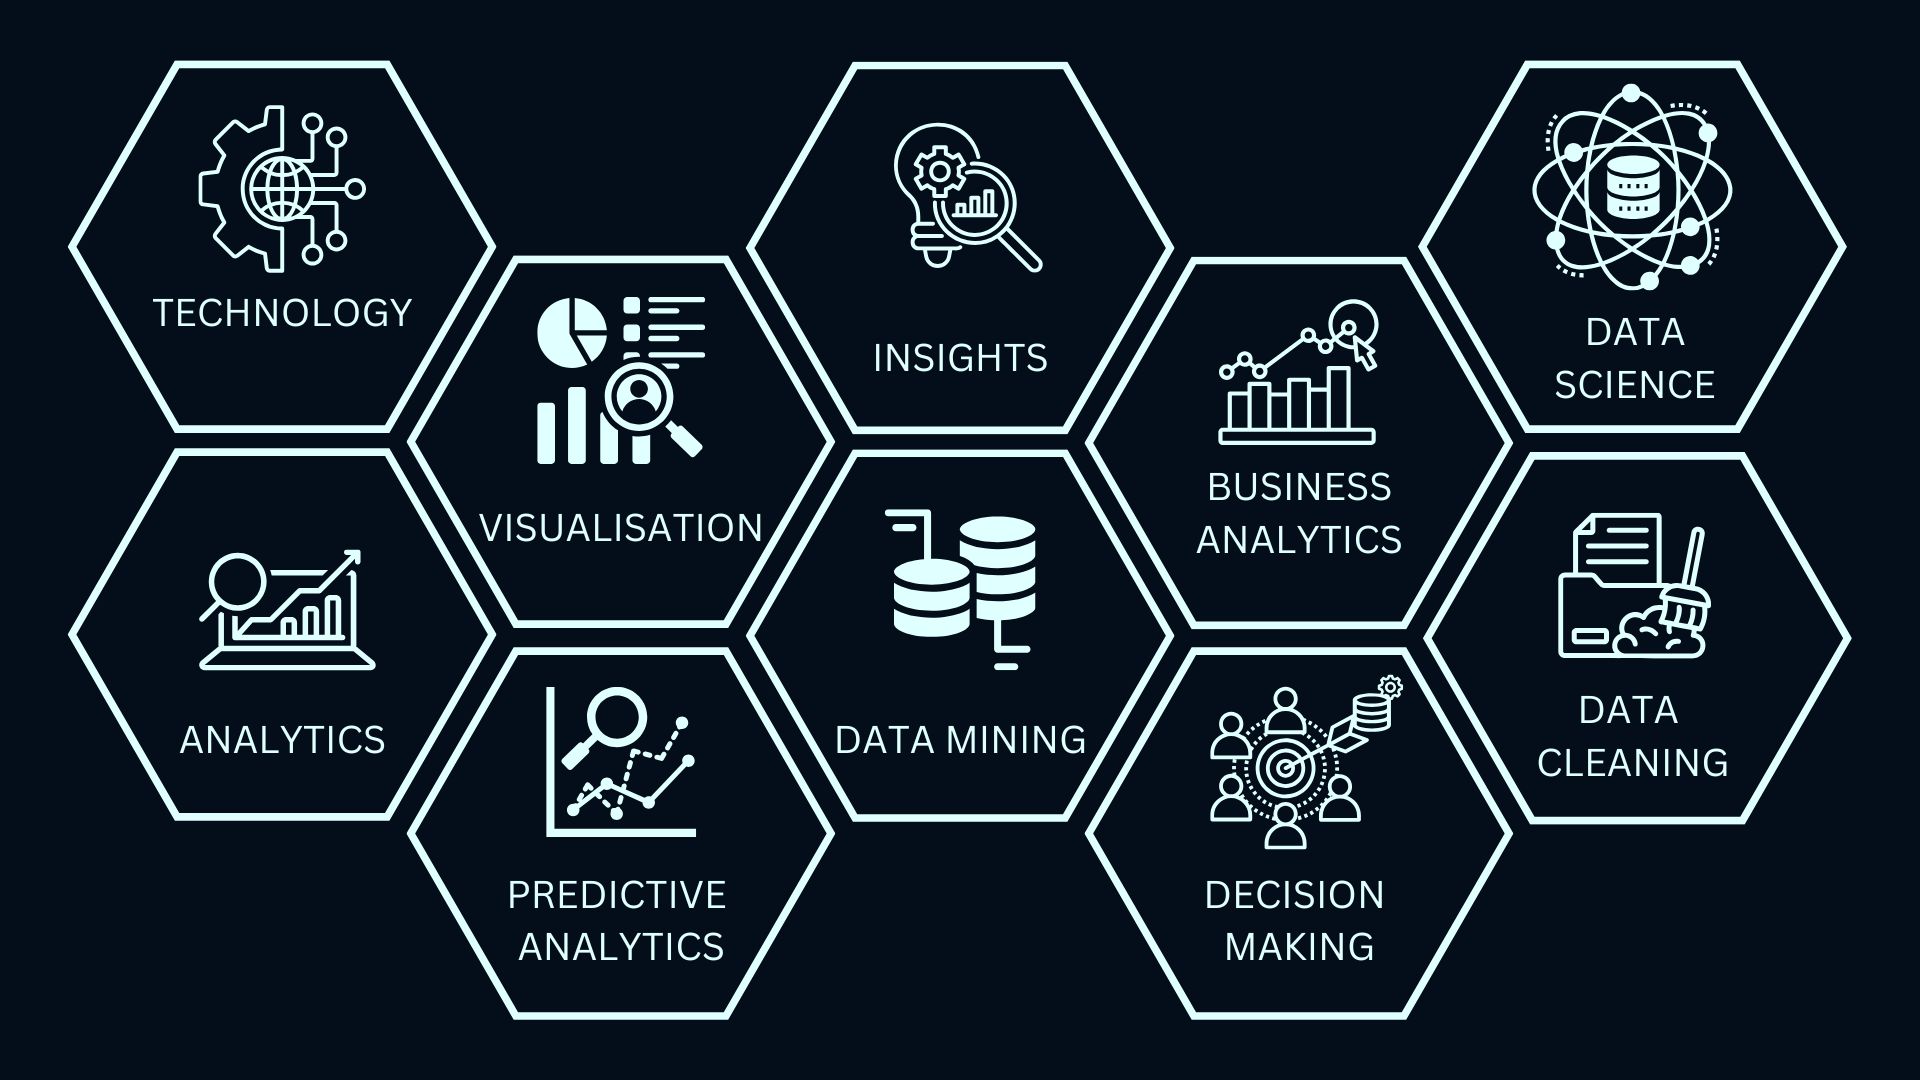 TECHNOLOGY
INSIGHTS
DATA
SCIENCE
VISUALISATION
BUSINESS
ANALYTICS
ANALYTICS
DATA MINING
DATA
CLEANING
PREDICTIVE
ANALYTICS
DECISION
MAKING